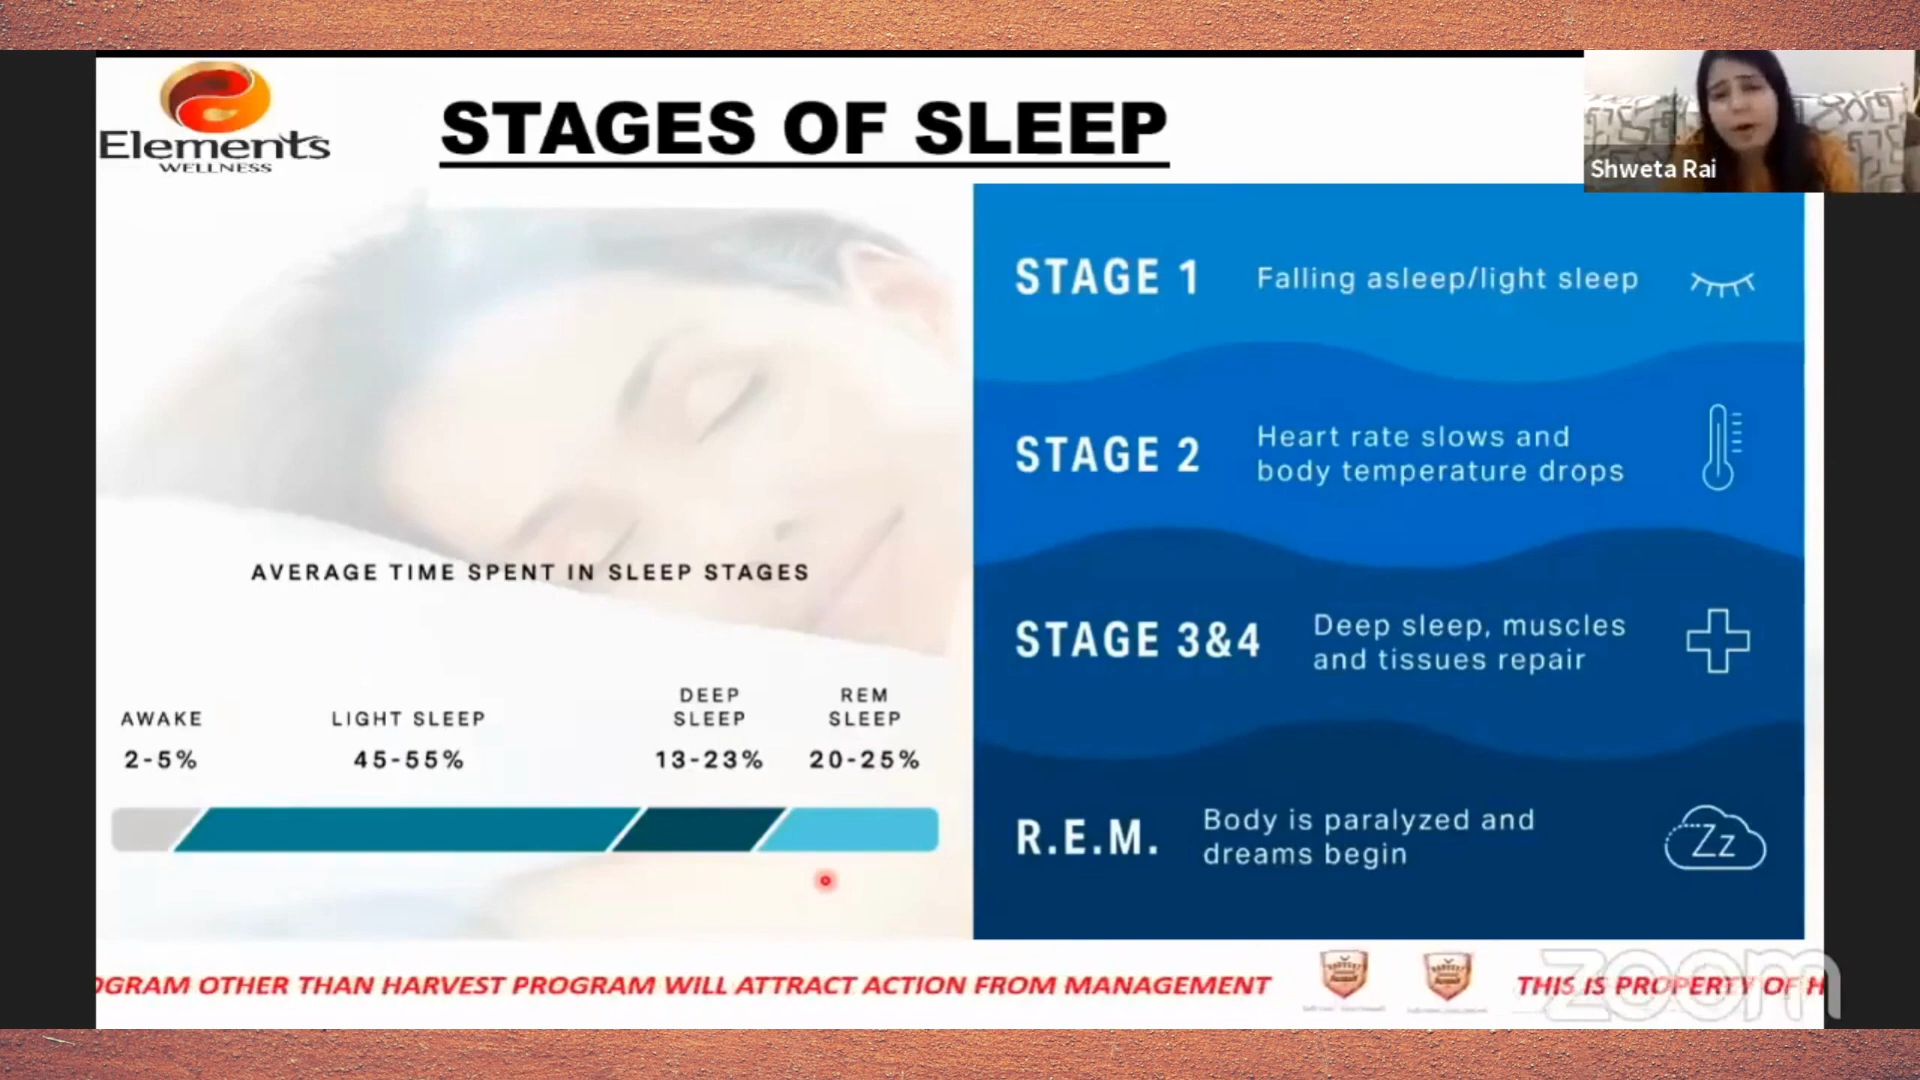 Elements
WELLNESS
STAGES OF SLEEP
Shweta Rai
AVERAGE TIME SPENT IN SLEEP STAGES
AWAKE
2-5%
LIGHT SLEEP
45-55%
DEEP
SLEEP
13-23%
REM
SLEEP
20-25%
STAGE 1
Falling asleep/light sleep
STAGE 2
Heart rate slows and
body temperature drops
STAGE 3&4
Deep sleep, muscles
and tissues repair
R.E.M.
Body is paralyzed and
dreams begin
Zz
OGRAM OTHER THAN HARVEST PROGRAM WILL ATTRACT ACTION FROM MANAGEMENT
THIS IS PROPERTY OF H
zoom